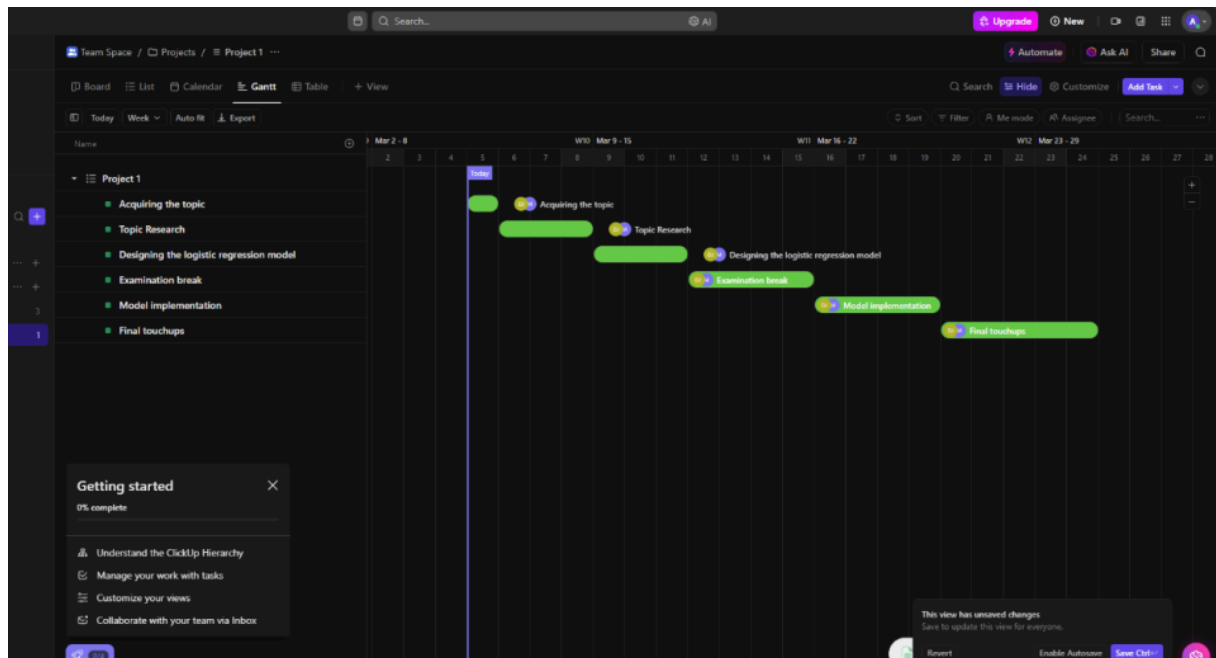 Search... AI Upgrade New A
Team Space / Projects / Project 1 ... Automate Ask AI Share
Board List Calendar Gantt Table + View Search Hide Customize Add Task
Today Week Auto fit Export Sort Filter Me mode Assignee Search... ...
Name Mar 2 - 8 W10 Mar 9 - 15 W11 Mar 16 - 22 W12 Mar 23 - 29
2 3 4 5 6 7 8 9 10 11 12 13 14 15 16 17 18 19 20 21 22 23 24 25 26 27 28
Today
Project 1
Acquiring the topic Acquiring the topic
Topic Research Topic Research
Designing the logistic regression model Designing the logistic regression model
Examination break Examination break
Model implementation Model implementation
3
Final touchups Final touchups
1
Getting started
0% complete
Understand the ClickUp Hierarchy
Manage your work with tasks
Customize your views
Collaborate with your team via Inbox
This view has unsaved changes
Save to update this view for everyone.
Revert Enable Autosave Save Ctrl+↵